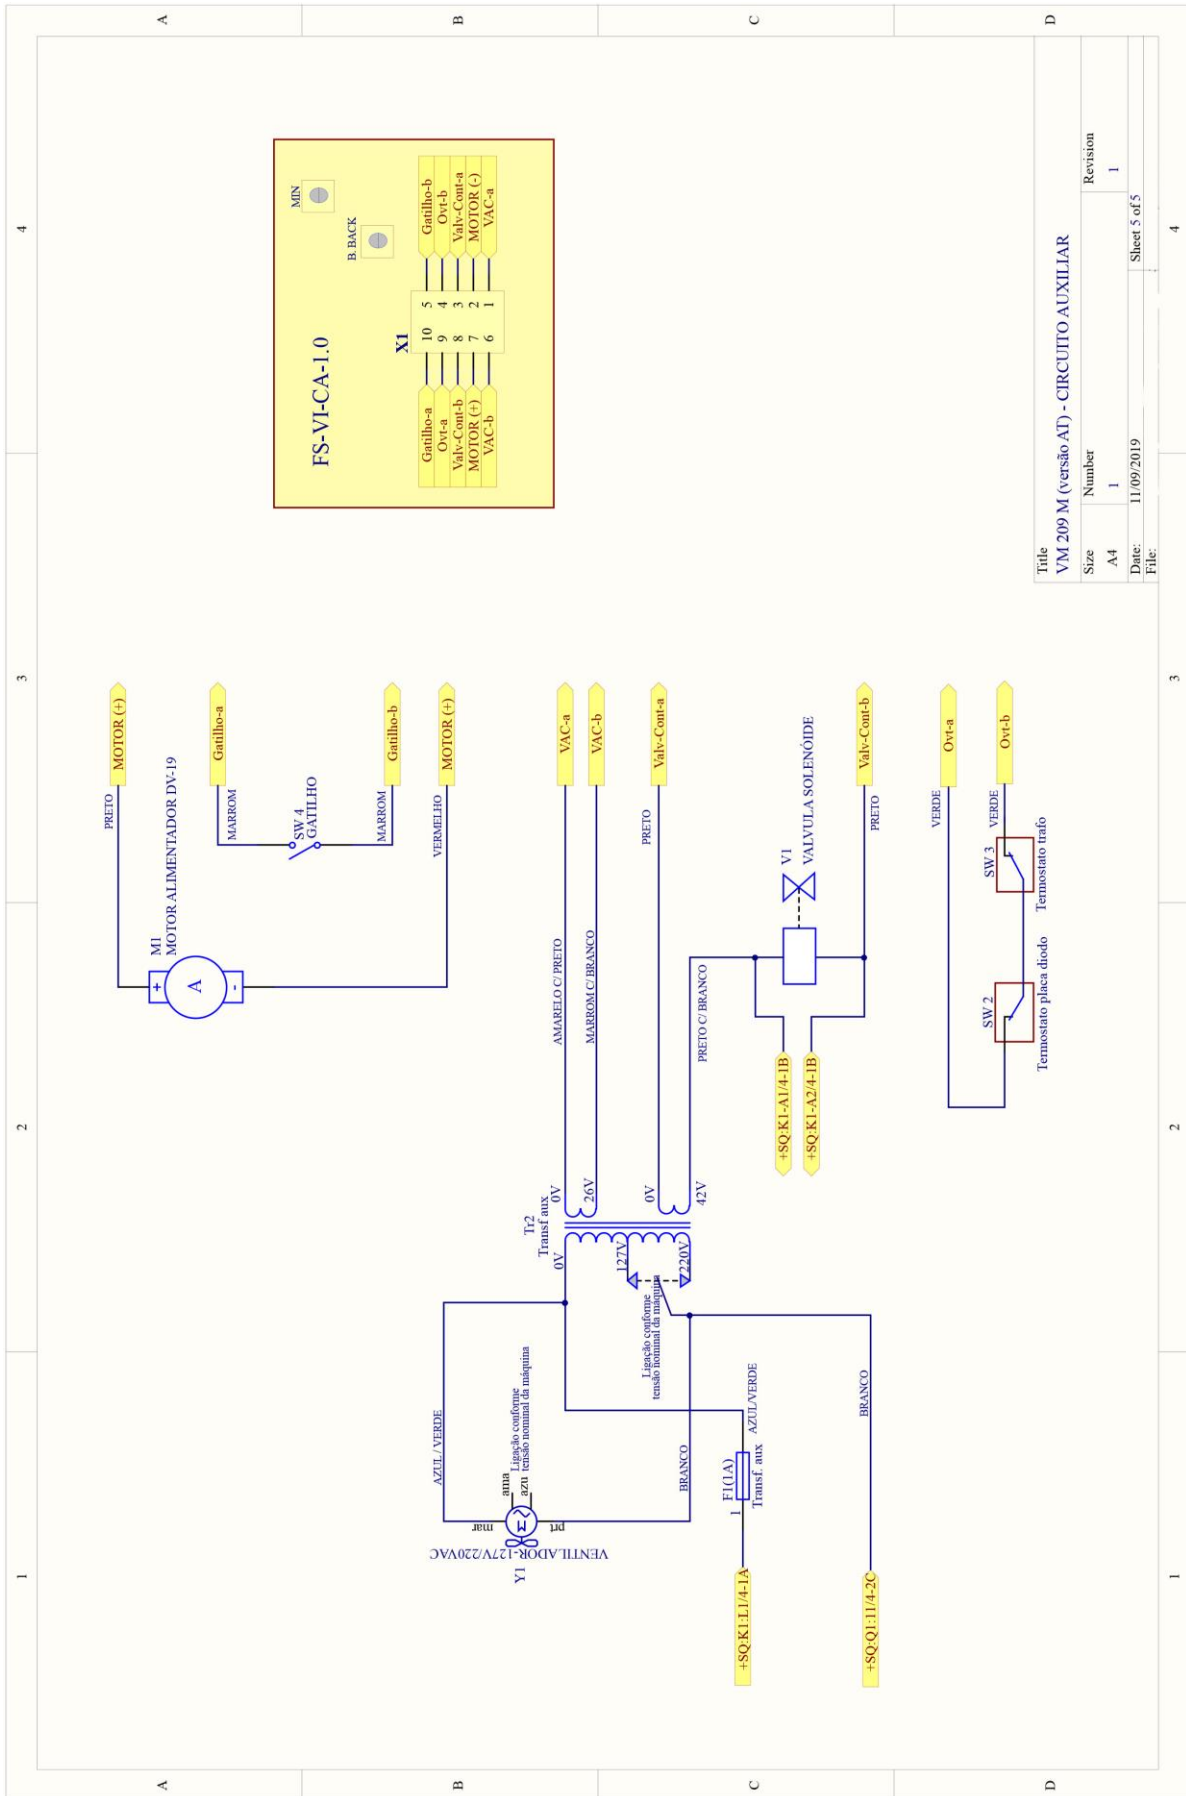 1
2
3
4
A
B
C
D
MOTOR (+)
PRETO
M1
MOTOR ALIMENTADOR DV-19
+
A
-
Gatilho-a
MARROM
SW 4
GATILHO
MARROM
Gatilho-b
VERMELHO
MOTOR (+)
FS-VI-CA-1.0
MIN
B. BACK
X1
Gatilho-a
10
5
Gatilho-b
Ovt-a
9
4
Ovt-b
Valv-Cont-b
8
3
Valv-Cont-a
MOTOR (+)
7
2
MOTOR (-)
VAC-b
6
1
VAC-a
AZUL / VERDE
mar
ama
azu
prt
Ligação conforme
tensão nominal da máquina
VENTILADOR-127V/220VAC
Y1
M
Tr2
Transf aux
0V
127V
220V
0V
26V
0V
42V
Ligação conforme
tensão nominal da máquina
AMARELO C/ PRETO
VAC-a
MARROM C/ BRANCO
VAC-b
PRETO
Valv-Cont-a
PRETO C/ BRANCO
BRANCO
+SQ:K1:L1/4-1A
1
F1(1A)
Transf. aux
AZUL/VERDE
+SQ:K1-A1/4-1B
+SQ:K1-A2/4-1B
V1
VALVULA SOLENÓIDE
PRETO
Valv-Cont-b
+SQ:Q1:11/4-2C
BRANCO
VERDE
Ovt-a
SW 2
Termostato placa diodo
SW 3
Termostato trafo
VERDE
Ovt-b
Title
VM 209 M (versão AT) - CIRCUITO AUXILIAR
Size
Number
Revision
A4
1
1
Date:
11/09/2019
Sheet 5 of 5
File:
A
B
C
D
1
2
3
4